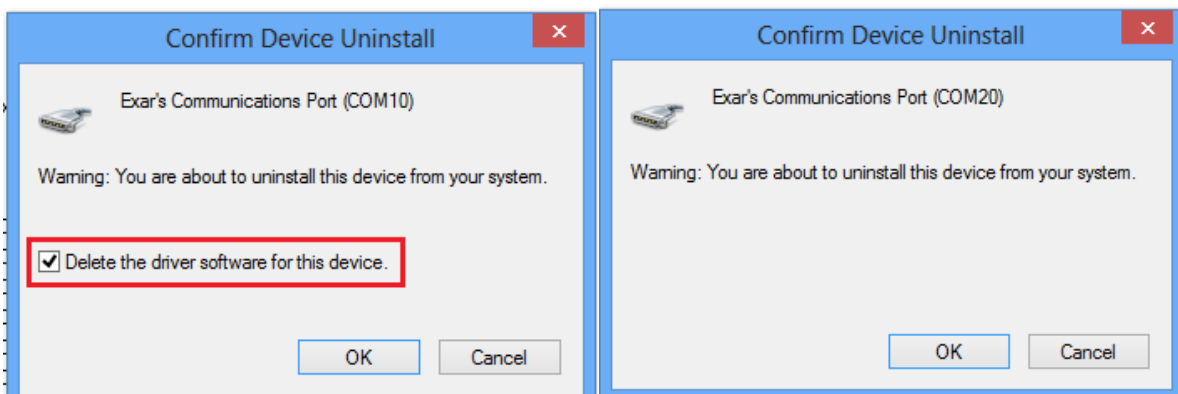 Confirm Device Uninstall
Exar's Communications Port (COM10)
Warning: You are about to uninstall this device from your system.
Delete the driver software for this device.
OK
Cancel
Confirm Device Uninstall
Exar's Communications Port (COM20)
Warning: You are about to uninstall this device from your system.
OK
Cancel